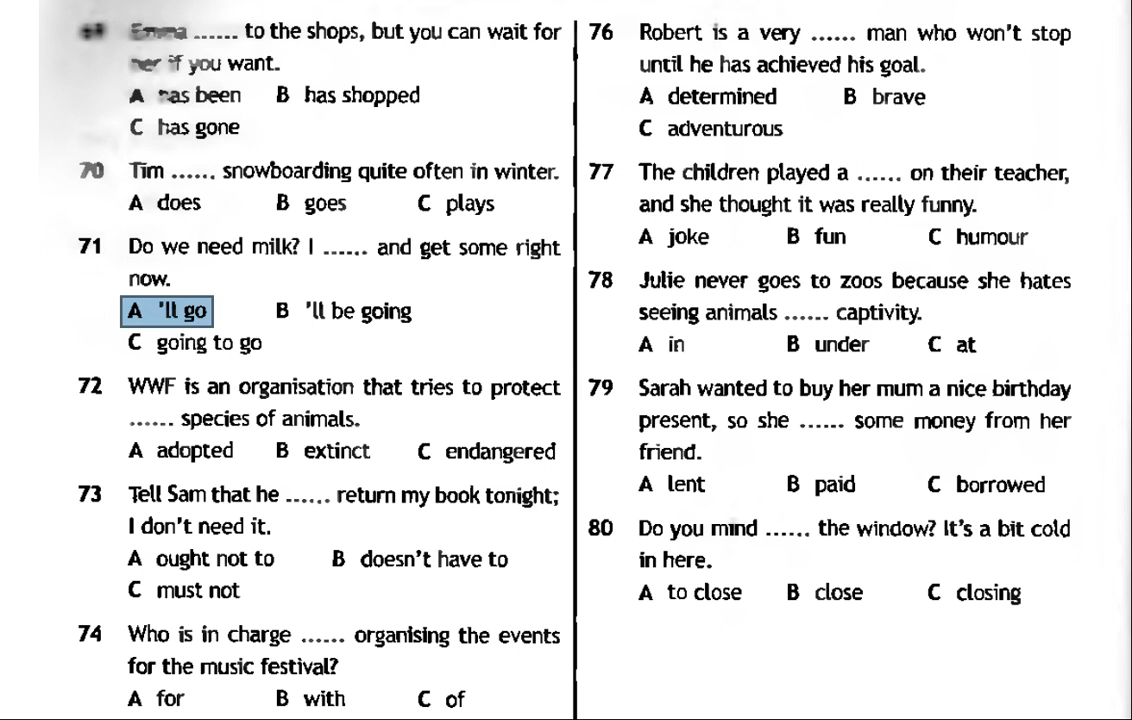 Emma ...... to the shops, but you can wait for
her if you want.
A has been B has shopped
C has gone
70 Tim ...... snowboarding quite often in winter.
A does B goes C plays
71 Do we need milk? I ...... and get some right
now.
A 'll go B 'll be going
C going to go
72 WWF is an organisation that tries to protect
...... species of animals.
A adopted B extinct C endangered
73 Tell Sam that he ...... return my book tonight;
I don't need it.
A ought not to B doesn't have to
C must not
74 Who is in charge ...... organising the events
for the music festival?
A for B with C of
76 Robert is a very ...... man who won't stop
until he has achieved his goal.
A determined B brave
C adventurous
77 The children played a ...... on their teacher,
and she thought it was really funny.
A joke B fun C humour
78 Julie never goes to zoos because she hates
seeing animals ...... captivity.
A in B under C at
79 Sarah wanted to buy her mum a nice birthday
present, so she ...... some money from her
friend.
A lent B paid C borrowed
80 Do you mind ...... the window? It's a bit cold
in here.
A to close B close C closing